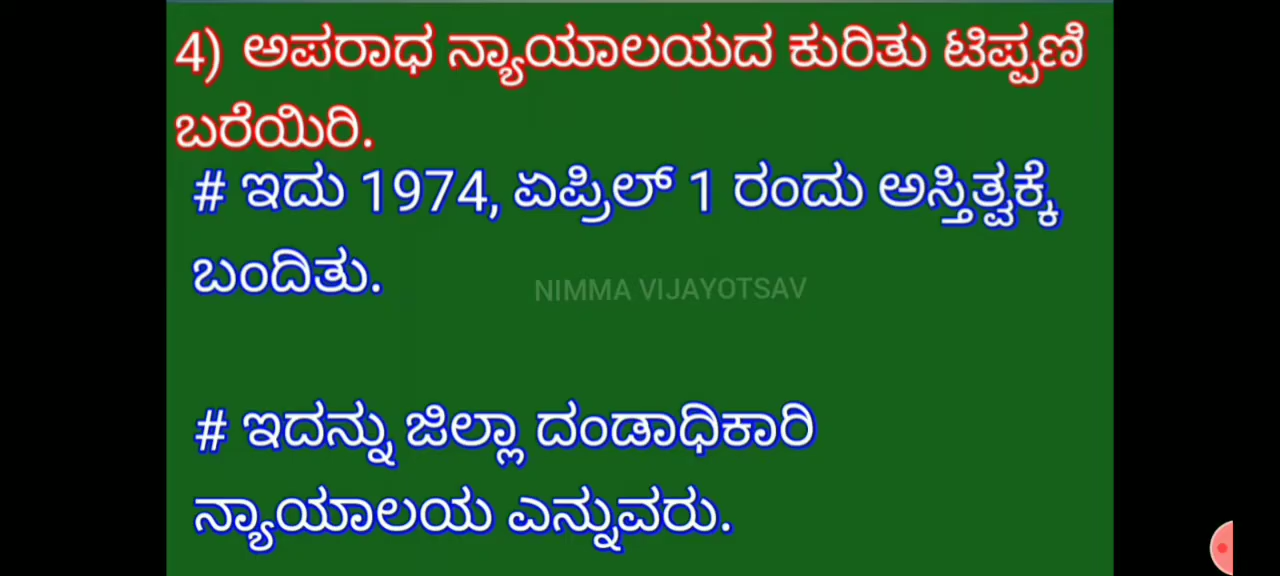 4) ಅಪರಾಧ ನ್ಯಾಯಾಲಯದ ಕುರಿತು ಟಿಪ್ಪಣಿ
ಬರೆಯಿರಿ.
# ಇದು 1974, ಏಪ್ರಿಲ್ 1 ರಂದು ಅಸ್ತಿತ್ವಕ್ಕೆ
ಬಂದಿತು.
NIMMA VIJAYOTSAV
# ಇದನ್ನು ಜಿಲ್ಲಾ ದಂಡಾಧಿಕಾರಿ
ನ್ಯಾಯಾಲಯ ಎನ್ನುವರು.